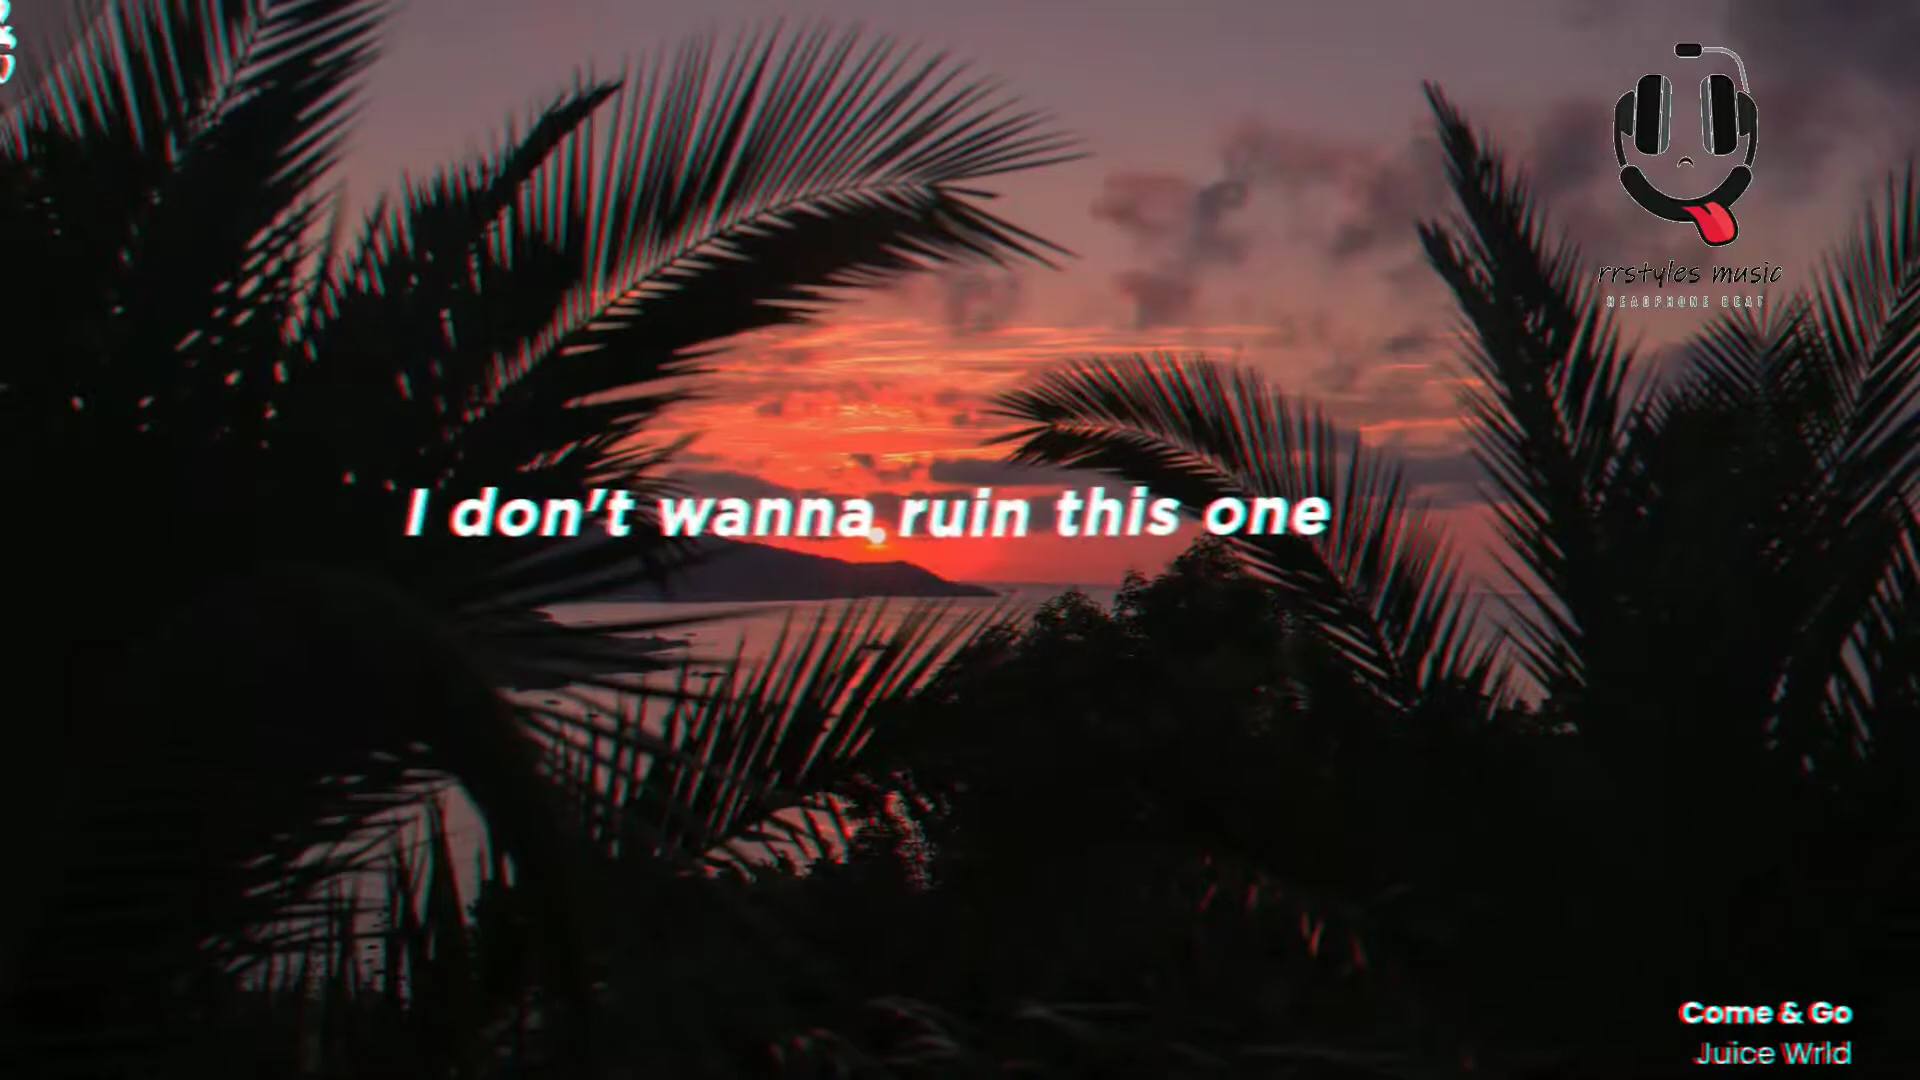 rrstyles music
HEADPHONE BEAT
I don't wanna ruin this one
Come & Go
Juice Wrld